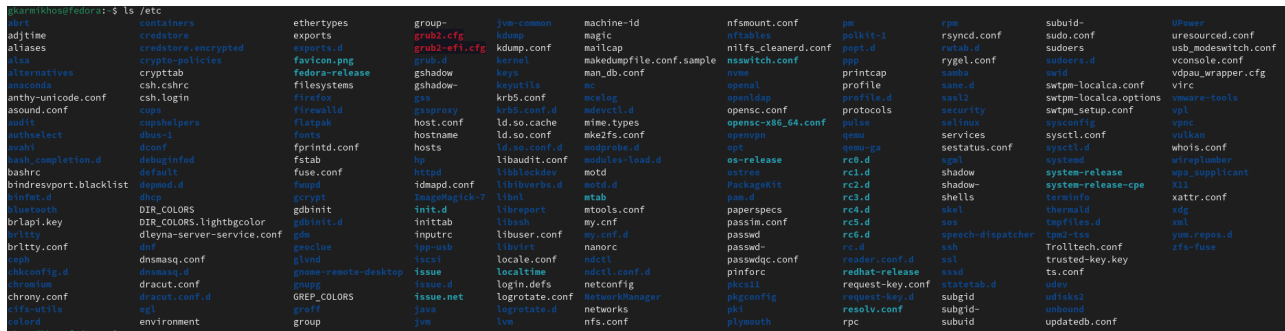 gkarmikhos@fedora:~$ ls /etc
abrt containers ethertypes group- jvm-common machine-id nfsmount.conf pm rpm subuid- UPower
adjtime credstore exports grub2.cfg kdump magic nftables polkit-1 rsyncd.conf sudo.conf uresourced.conf
aliases credstore.encrypted exports.d grub2-efi.cfg kdump.conf mailcap nilfs_cleanerd.conf popt.d rwtab.d sudoers usb_modeswitch.conf
alsa crypto-policies favicon.png grub.d kernel makedumpfile.conf.sample nsswitch.conf ppp rygel.conf sudoers.d vconsole.conf
alternatives crypttab fedora-release gshadow keys man_db.conf nvme printcap samba swid vdpau_wrapper.cfg
anaconda csh.cshrc filesystems gshadow- keyutils mc openal profile sane.d swtpm-localca.conf virc
anthy-unicode.conf csh.login firefox gss krb5.conf mcelog openldap profile.d sasl2 swtpm-localca.options vmware-tools
asound.conf cups firewalld gssproxy krb5.conf.d mdevctl.d opensc.conf protocols security swtpm_setup.conf vpl
audit cupshelpers flatpak host.conf ld.so.cache mime.types opensc-x86_64.conf pulse selinux sysconfig vpnc
authselect dbus-1 fonts hostname ld.so.conf mke2fs.conf openvpn qemu services sysctl.conf vulkan
avahi dconf fprintd.conf hosts ld.so.conf.d modprobe.d opt qemu-ga sestatus.conf sysctl.d whois.conf
bash_completion.d debuginfod fstab hp libaudit.conf modules-load.d os-release rc0.d sgml systemd wireplumber
bashrc default fuse.conf httpd libblockdev motd ostree rc1.d shadow system-release wpa_supplicant
bindresvport.blacklist depmod.d fwupd idmapd.conf libibverbs.d motd.d PackageKit rc2.d shadow- system-release-cpe X11
binfmt.d dhcp gcrypt ImageMagick-7 libnl mtab pam.d rc3.d shells terminfo xattr.conf
bluetooth DIR_COLORS gdbinit init.d libreport mtools.conf paperspecs rc4.d skel thermald xdg
brlapi.key DIR_COLORS.lightbgcolor gdbinit.d inittab libssh my.cnf passim.conf rc5.d sos tmpfiles.d xml
brltty dleyna-server-service.conf gdm inputrc libuser.conf my.cnf.d passwd rc6.d speech-dispatcher tpm2-tss yum.repos.d
brltty.conf dnf geoclue ipp-usb libvirt nanorc passwd- rc.d ssh Trolltech.conf zfs-fuse
ceph dnsmasq.conf glvnd iscsi locale.conf ndctl passwdqc.conf reader.conf.d ssl trusted-key.key
chkconfig.d dnsmasq.d gnome-remote-desktop issue localtime ndctl.conf.d pinforc redhat-release sssd ts.conf
chromium dracut.conf gnupg issue.d login.defs netconfig pkcs11 request-key.conf statetab.d udev
chrony.conf dracut.conf.d GREP_COLORS issue.net logrotate.conf NetworkManager pkgconfig request-key.d subgid udisks2
cifs-utils egl groff java logrotate.d networks pki resolv.conf subgid- unbound
colord environment group jvm lvm nfs.conf plymouth rpc subuid updatedb.conf